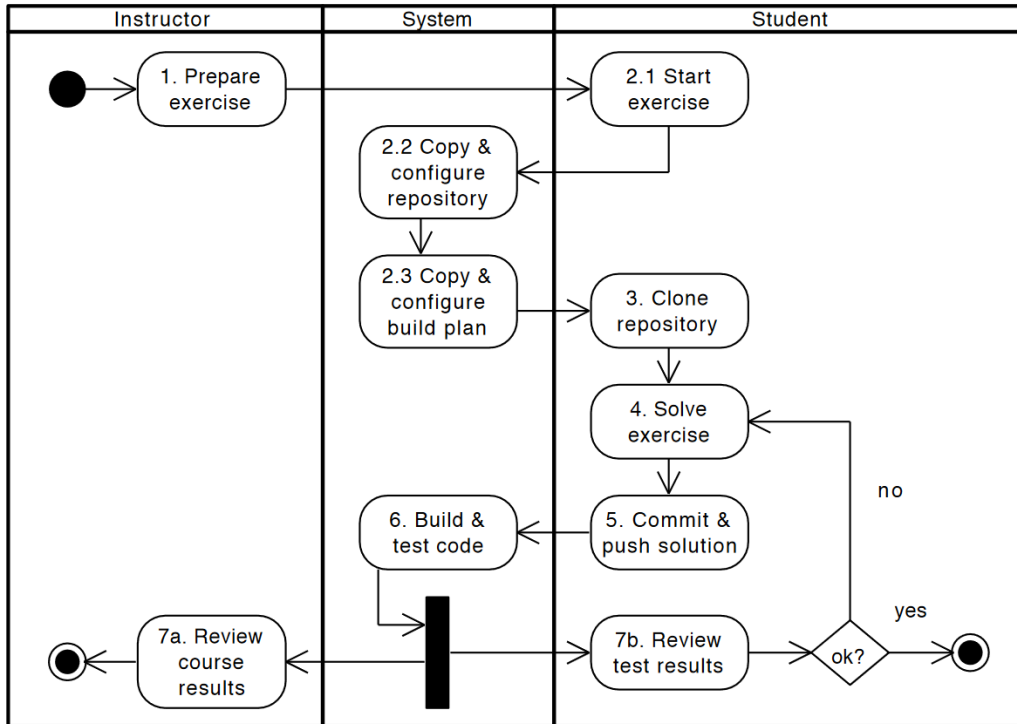 Instructor
System
Student
1. Prepare
exercise
2.1 Start
exercise
2.2 Copy &
configure
repository
2.3 Copy &
configure
build plan
3. Clone
repository
4. Solve
exercise
no
6. Build &
test code
5. Commit &
push solution
yes
7a. Review
course
results
7b. Review
test results
ok?